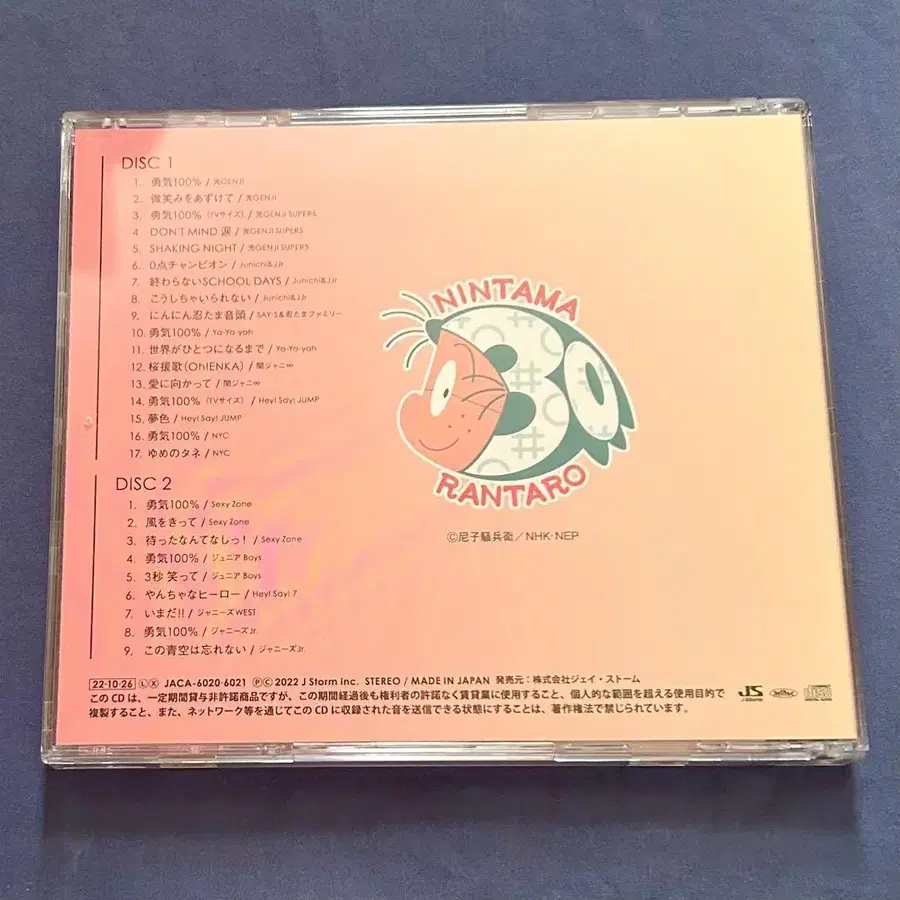 DISC 1
1. 勇気100% / 光GENJI
2. 微笑みをあずけて / 光GENJI
3. 勇気100% (TVサイズ) / 光GENJI SUPER5
4. DON'T MIND 涙 / 光GENJI SUPER5
5. SHAKING NIGHT / 光GENJI SUPER5
6. 0点チャンピオン / Junichi&JJr
7. 終わらないSCHOOL DAYS / Junichi&JJr
8. こうしちゃいられない / Junichi&JJr
9. にんにん忍たま音頭 / SAY·S&忍たまファミリー
10. 勇気100% / Ya-Ya-yah
11. 世界がひとつになるまで / Ya-Ya-yah
12. 桜援歌(Oh!ENKA) / 関ジャニ∞
13. 愛に向かって / 関ジャニ∞
14. 勇気100% (TVサイズ) / Hey! Say! JUMP
15. 夢色 / Hey! Say! JUMP
16. 勇気100% / NYC
17. ゆめのタネ / NYC
DISC 2
1. 勇気100% / Sexy Zone
2. 風をきって / Sexy Zone
3. 待ったなんてなしっ! / Sexy Zone
4. 勇気100% / ジュニア Boys
5. 3秒 笑って / ジュニア Boys
6. やんちゃなヒーロー / Hey! Say! 7
7. いまだ!! / ジャニーズWEST
8. 勇気100% / ジャニーズJr.
9. この青空は忘れない / ジャニーズJr.
NINTAMA
30
RANTARO
©尼子騒兵衛/NHK·NEP
22·10·26 Ⓛ Ⓧ JACA-6020·6021 ⓅⒸ 2022 J Storm Inc. STEREO / MADE IN JAPAN 発売元:株式会社ジェイ・ストーム
このCDは、一定期間貸与非許諾商品ですが、この期間経過後も権利者の許諾なく賃貸業に使用すること、個人的な範囲を超える使用目的で
複製すること、また、ネットワーク等を通じてこのCDに収録された音を送信できる状態にすることは、著作権法で禁じられています。
JS